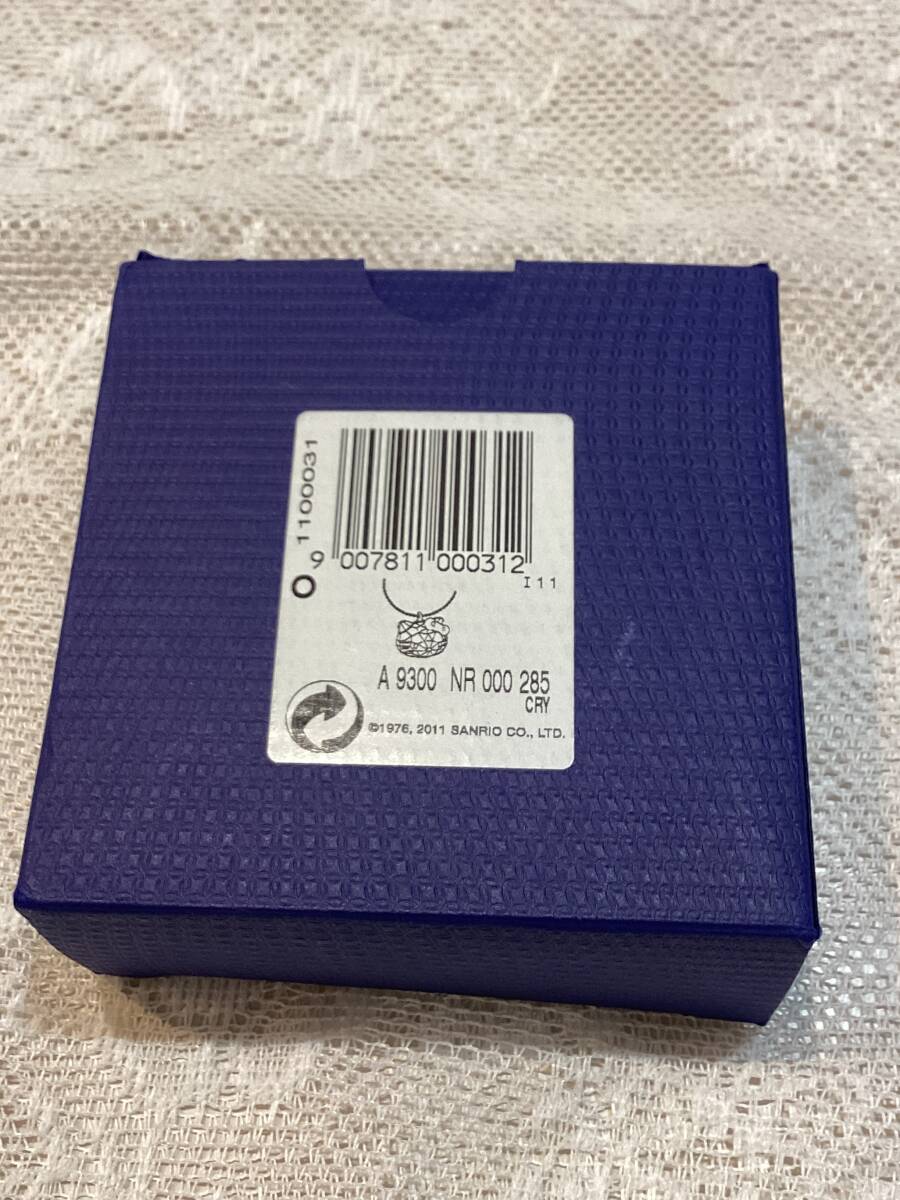 1100031
9 007811 000312
I11
A 9300 NR 000 285
CRY
©1976, 2011 SANRIO CO., LTD.